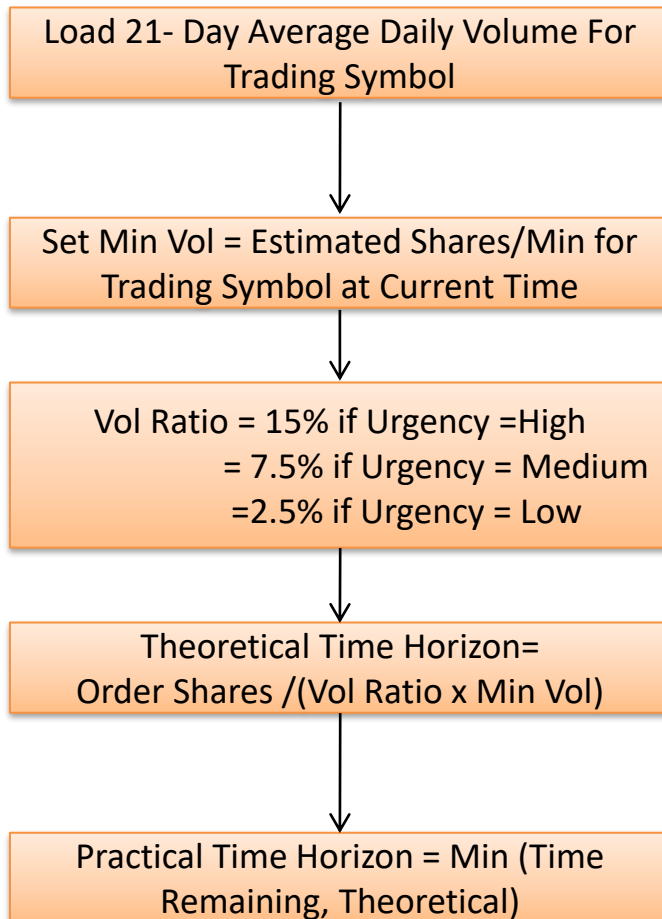 Load 21- Day Average Daily Volume For
Trading Symbol
Set Min Vol = Estimated Shares/Min for
Trading Symbol at Current Time
Vol Ratio = 15% if Urgency =High
= 7.5% if Urgency = Medium
=2.5% if Urgency = Low
Theoretical Time Horizon=
Order Shares /(Vol Ratio x Min Vol)
Practical Time Horizon = Min (Time
Remaining, Theoretical)